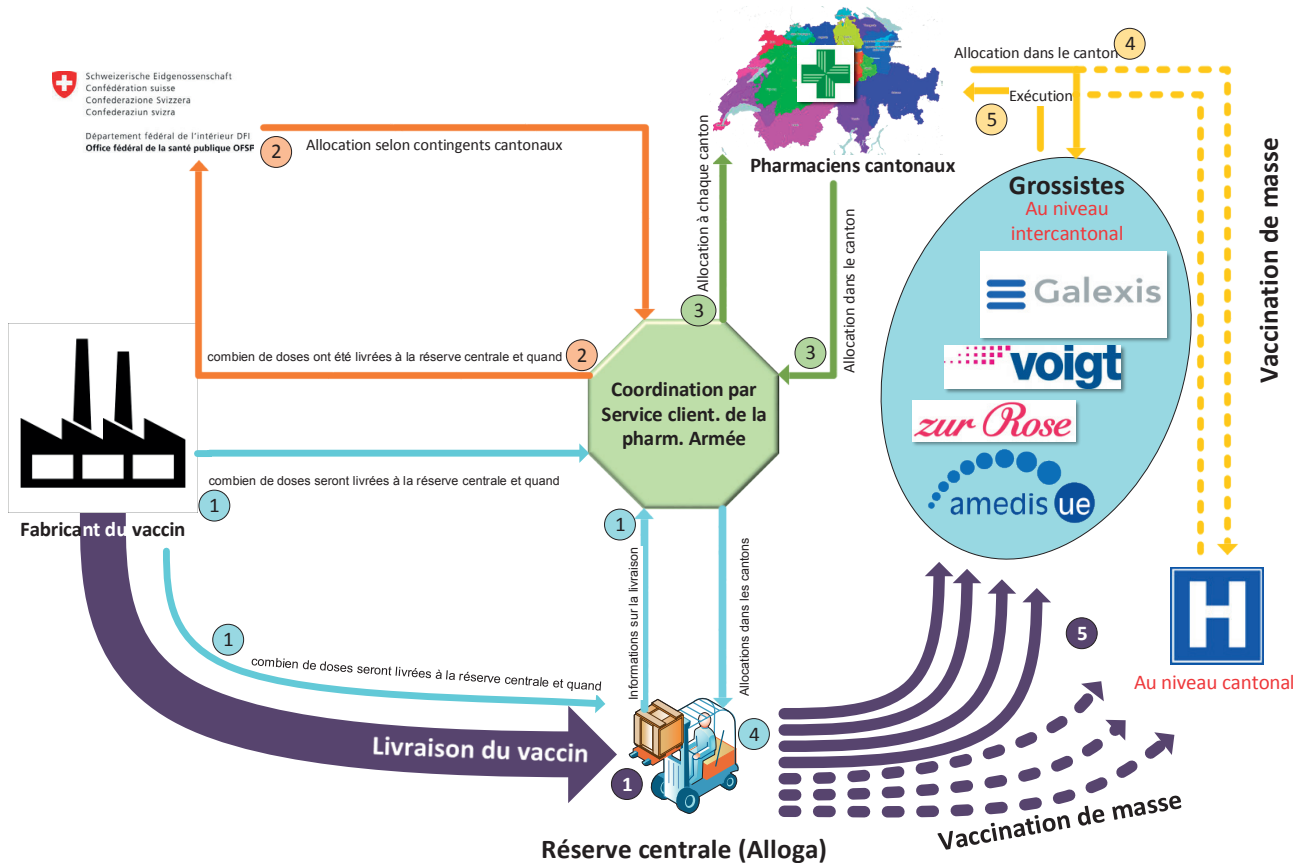 Schweizerische Eidgenossenschaft
Confédération suisse
Confederazione Svizzera
Confederaziun svizra
Département fédéral de l'intérieur DFI
Office fédéral de la santé publique OFSP
2
Allocation selon contingents cantonaux
Pharmaciens cantonaux
Allocation dans le canton
4
Exécution
5
Grossistes
Au niveau
intercantonal
Galexis
voigt
zur Rose
amedis ue
Vaccination de masse
Allocation à chaque canton
3
Allocation dans le canton
3
combien de doses ont été livrées à la réserve centrale et quand
2
Coordination par
Service client. de la
pharm. Armée
combien de doses seront livrées à la réserve centrale et quand
1
Fabricant du vaccin
1
Informations sur la livraison
Allocations dans les cantons
1
combien de doses seront livrées à la réserve centrale et quand
Livraison du vaccin
1
4
5
H
Au niveau cantonal
Vaccination de masse
Réserve centrale (Alloga)